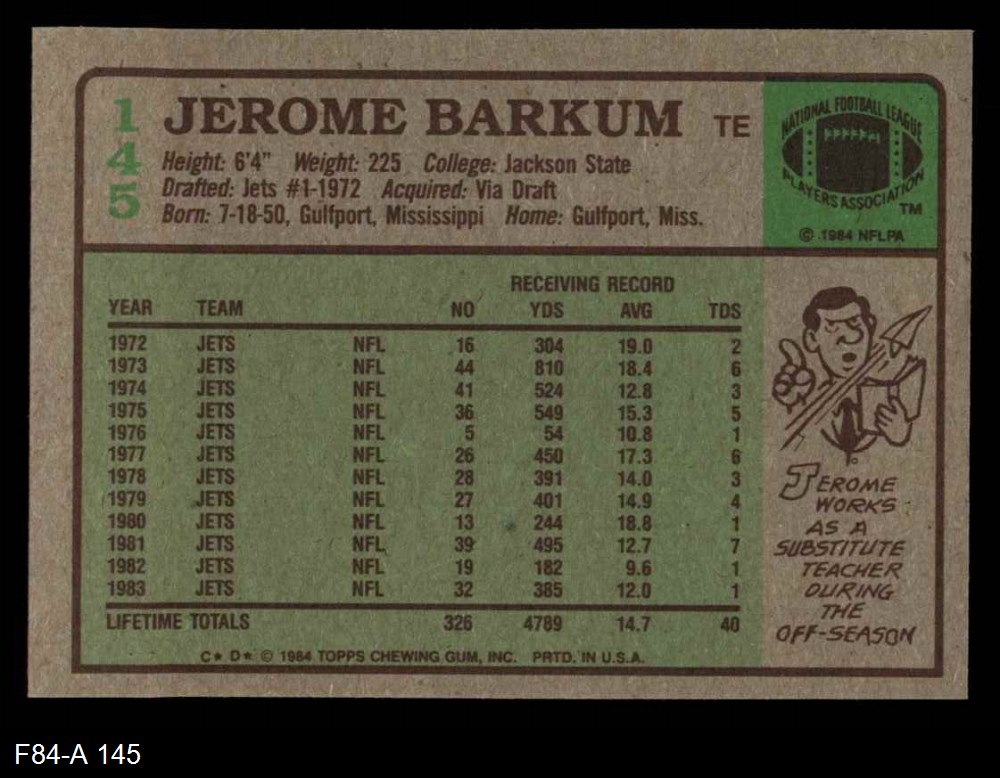 145
JEROME BARKUM TE
Height: 6'4" Weight: 225 College: Jackson State
Drafted: Jets #1-1972 Acquired: Via Draft
Born: 7-18-50, Gulfport, Mississippi Home: Gulfport, Miss.
NATIONAL FOOTBALL LEAGUE
PLAYERS ASSOCIATION
TM
© 1984 NFLPA
RECEIVING RECORD
YEAR TEAM NO YDS AVG TDS
1972 JETS NFL 16 304 19.0 2
1973 JETS NFL 44 810 18.4 6
1974 JETS NFL 41 524 12.8 3
1975 JETS NFL 36 549 15.3 5
1976 JETS NFL 5 54 10.8 1
1977 JETS NFL 26 450 17.3 6
1978 JETS NFL 28 391 14.0 3
1979 JETS NFL 27 401 14.9 4
1980 JETS NFL 13 244 18.8 1
1981 JETS NFL 39 495 12.7 7
1982 JETS NFL 19 182 9.6 1
1983 JETS NFL 32 385 12.0 1
LIFETIME TOTALS 326 4789 14.7 40
C★ D★ © 1984 TOPPS CHEWING GUM, INC. PRTD. IN U.S.A.
JEROME
WORKS
AS A
SUBSTITUTE
TEACHER
DURING
THE
OFF-SEASON
F84-A 145